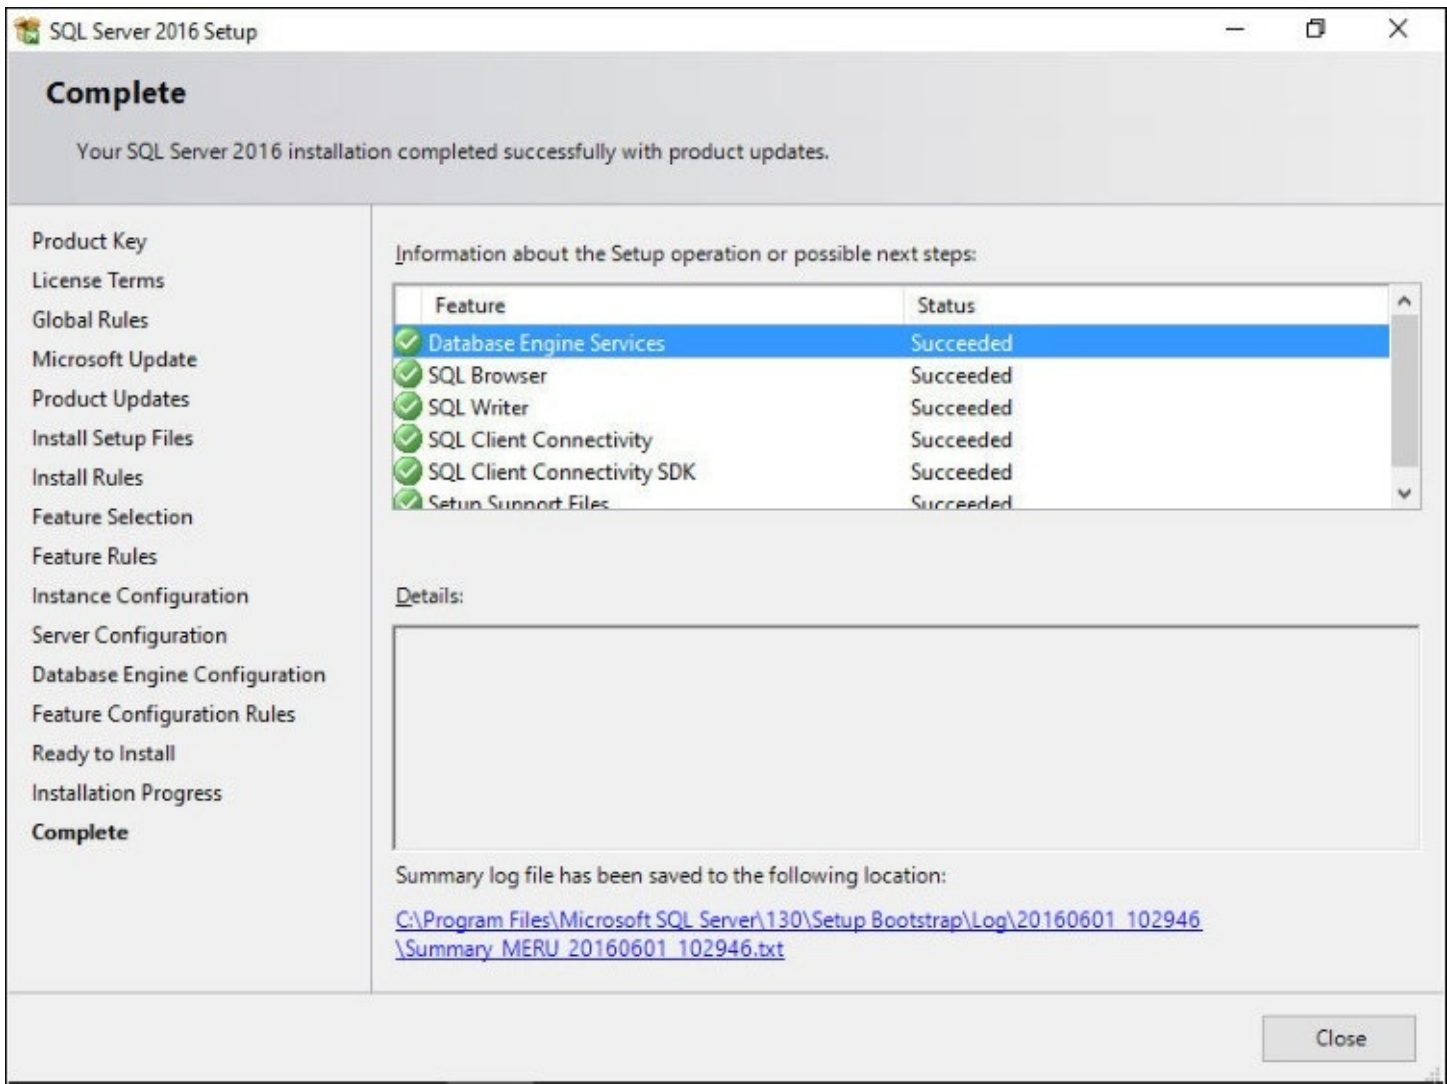 SQL Server 2016 Setup
Complete
Your SQL Server 2016 installation completed successfully with product updates.
Product Key
License Terms
Global Rules
Microsoft Update
Product Updates
Install Setup Files
Install Rules
Feature Selection
Feature Rules
Instance Configuration
Server Configuration
Database Engine Configuration
Feature Configuration Rules
Ready to Install
Installation Progress
Complete
Information about the Setup operation or possible next steps:
Feature Status
Database Engine Services Succeeded
SQL Browser Succeeded
SQL Writer Succeeded
SQL Client Connectivity Succeeded
SQL Client Connectivity SDK Succeeded
Setup Support Files Succeeded
Details:
Summary log file has been saved to the following location:
C:\Program Files\Microsoft SQL Server\130\Setup Bootstrap\Log\20160601_102946
\Summary_MERU_20160601_102946.txt
Close